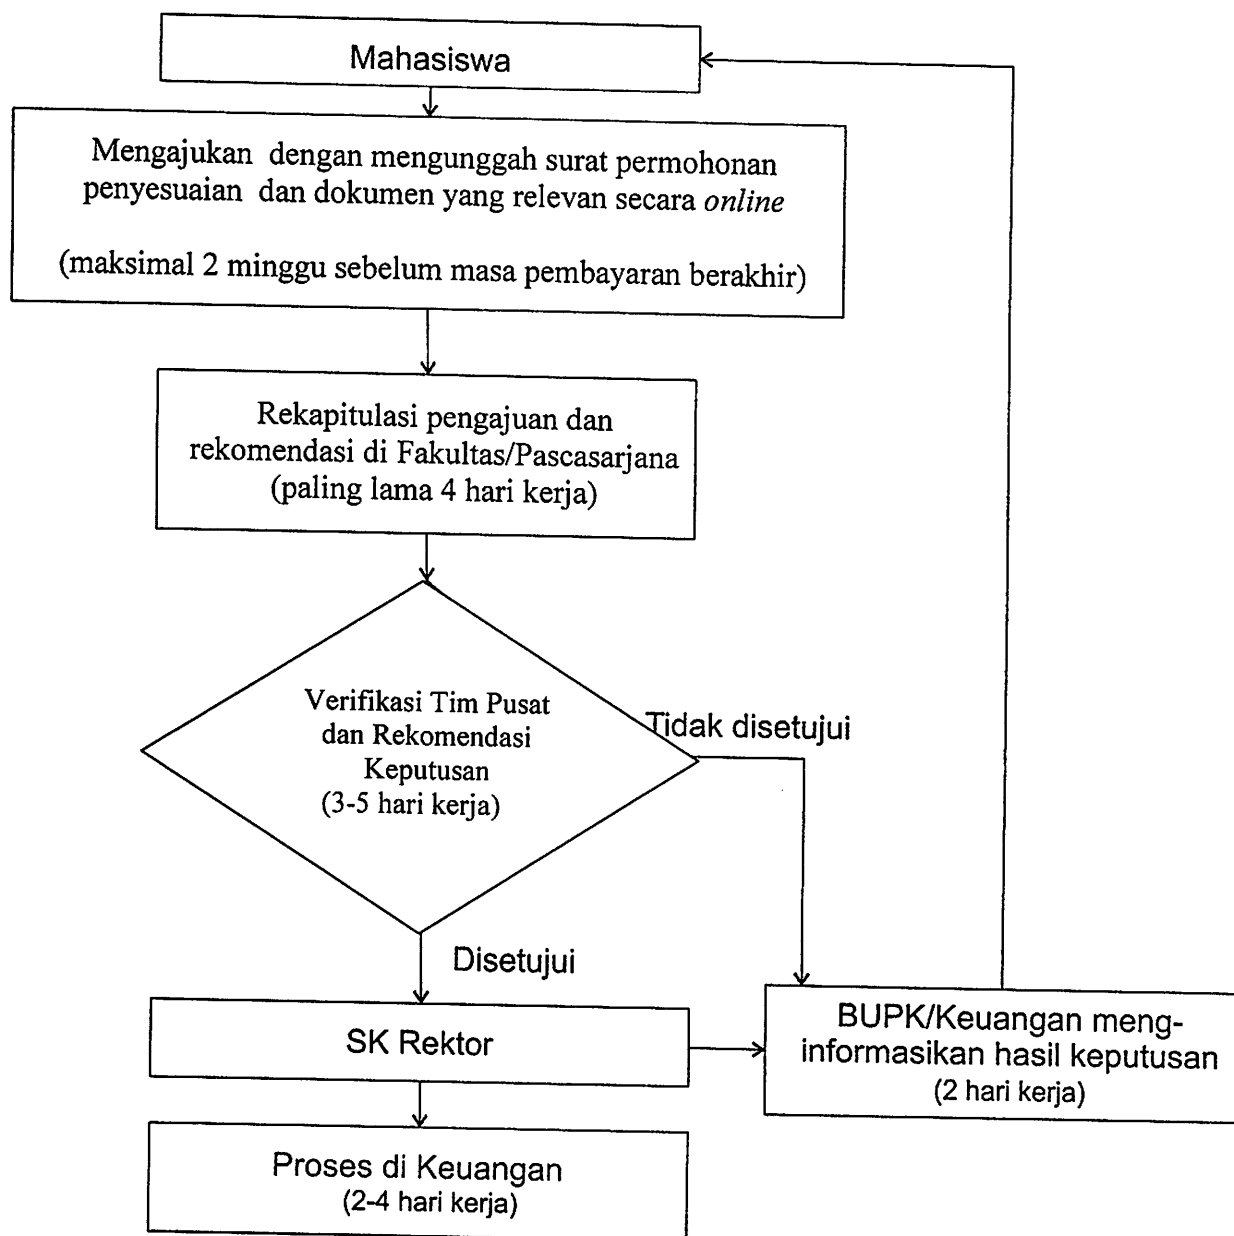 Mahasiswa
Mengajukan dengan mengunggah surat permohonan
penyesuaian dan dokumen yang relevan secara online
(maksimal 2 minggu sebelum masa pembayaran berakhir)
Rekapitulasi pengajuan dan
rekomendasi di Fakultas/Pascasarjana
(paling lama 4 hari kerja)
Verifikasi Tim Pusat
dan Rekomendasi
Keputusan
(3-5 hari kerja)
Tidak disetujui
Disetujui
SK Rektor
BUPK/Keuangan meng-
informasikan hasil keputusan
(2 hari kerja)
Proses di Keuangan
(2-4 hari kerja)